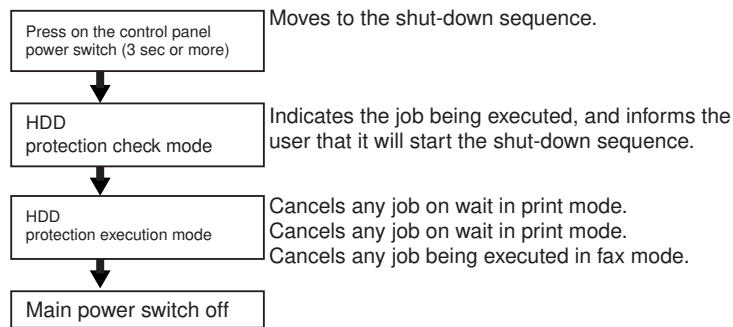 Press on the control panel
power switch (3 sec or more)
Moves to the shut-down sequence.
HDD
protection check mode
Indicates the job being executed, and informs the
user that it will start the shut-down sequence.
HDD
protection execution mode
Cancels any job on wait in print mode.
Cancels any job on wait in print mode.
Cancels any job being executed in fax mode.
Main power switch off